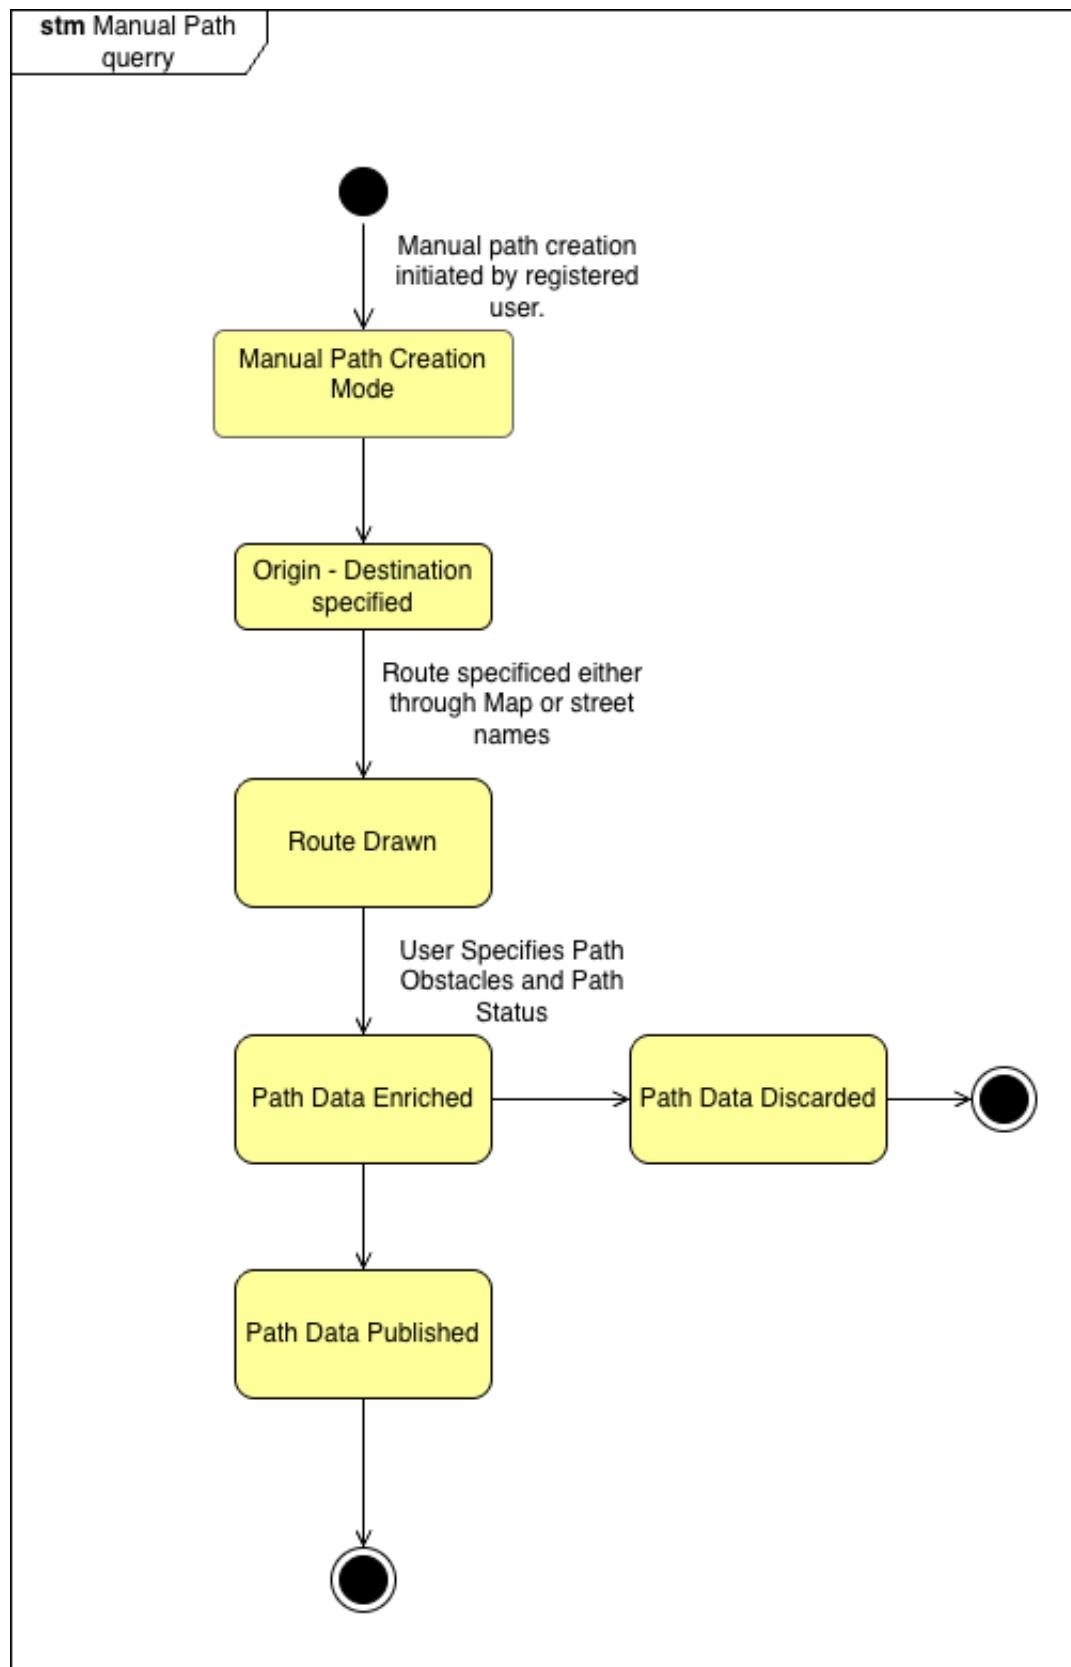 stm Manual Path
querry
Manual path creation
initiated by registered
user.
Manual Path Creation
Mode
Origin - Destination
specified
Route specificed either
through Map or street
names
Route Drawn
User Specifies Path
Obstacles and Path
Status
Path Data Enriched
Path Data Discarded
Path Data Published